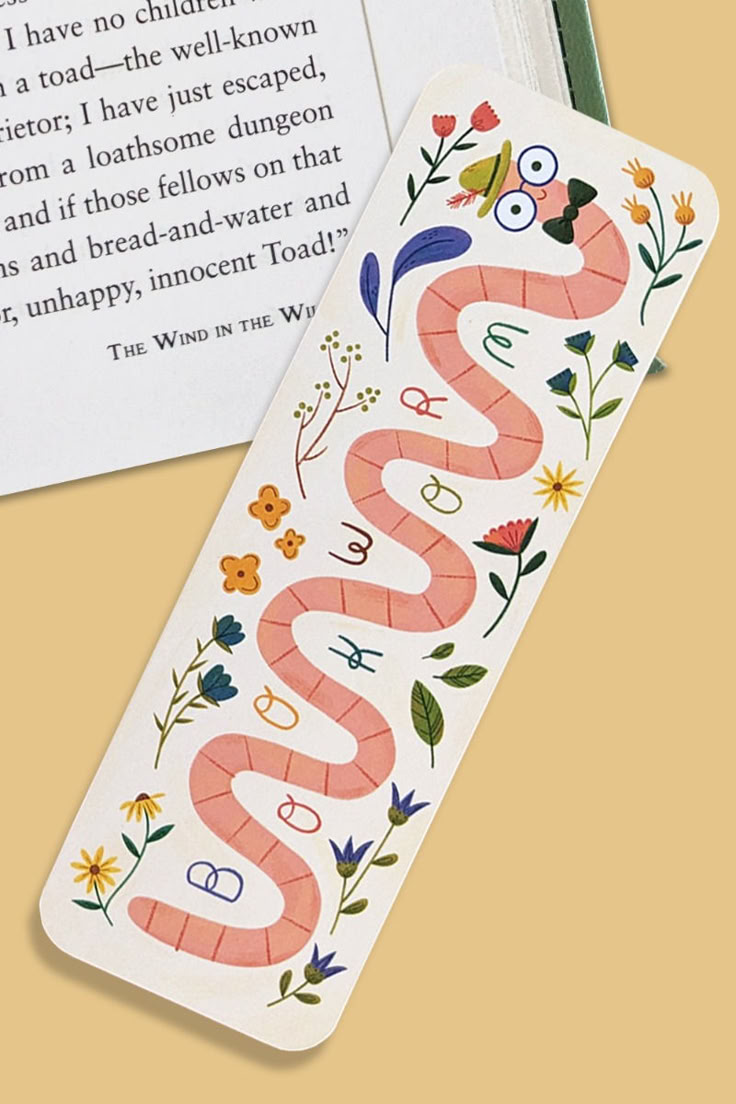 I have no children
a toad—the well-known
rietor; I have just escaped,
rom a loathsome dungeon
and if those fellows on that
ns and bread-and-water and
r, unhappy, innocent Toad!”
THE WIND IN THE WI
BOOKWORM